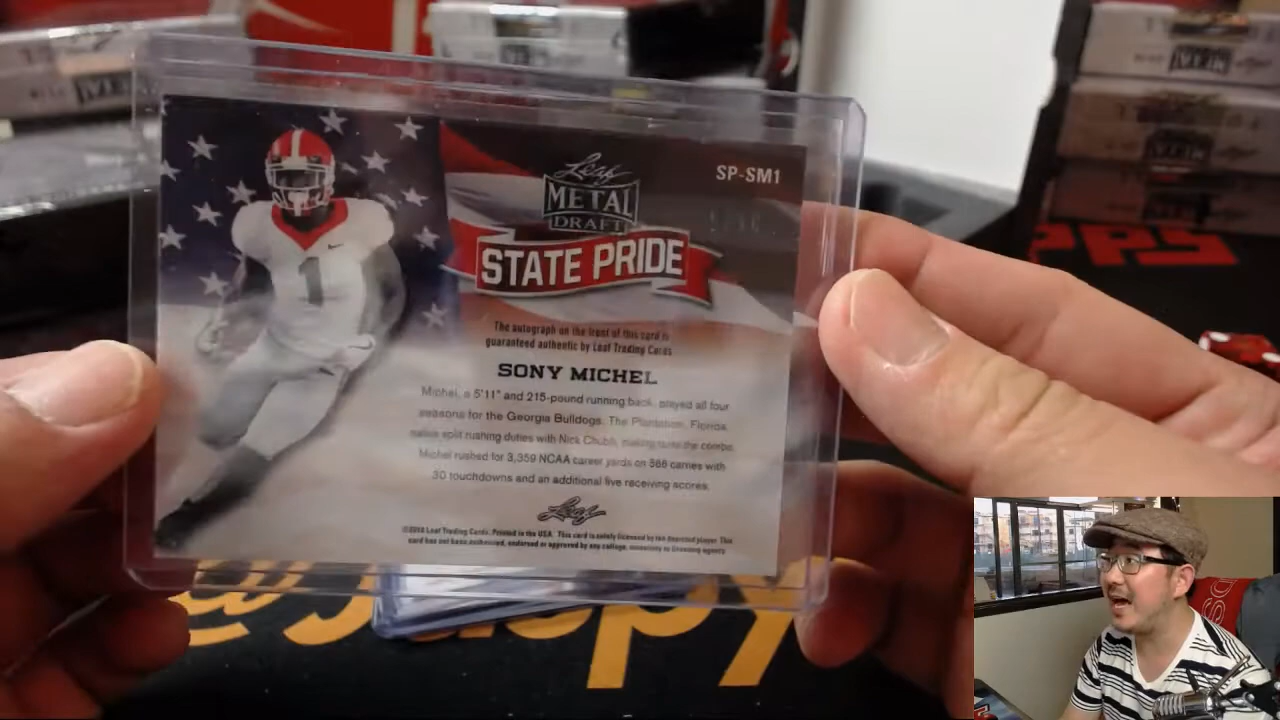 SP-SM1
Leaf
METAL
DRAFT
STATE PRIDE
1
The autograph on the front of this card is
guaranteed authentic by Leaf Trading Cards
SONY MICHEL
Michel, a 5'11" and 215-pound running back, played all four
seasons for the Georgia Bulldogs. The Plantation, Florida
native split rushing duties with Nick Chubb, making the combo
Michel rushed for 3,359 NCAA career yards on 588 carries with
30 touchdowns and an additional five receiving scores.
Leaf
Leaf Trading Cards. Printed in the USA. This card is solely licensed by the depicted player. This
card has not been authorized, endorsed or approved by any college, university or licensing agency